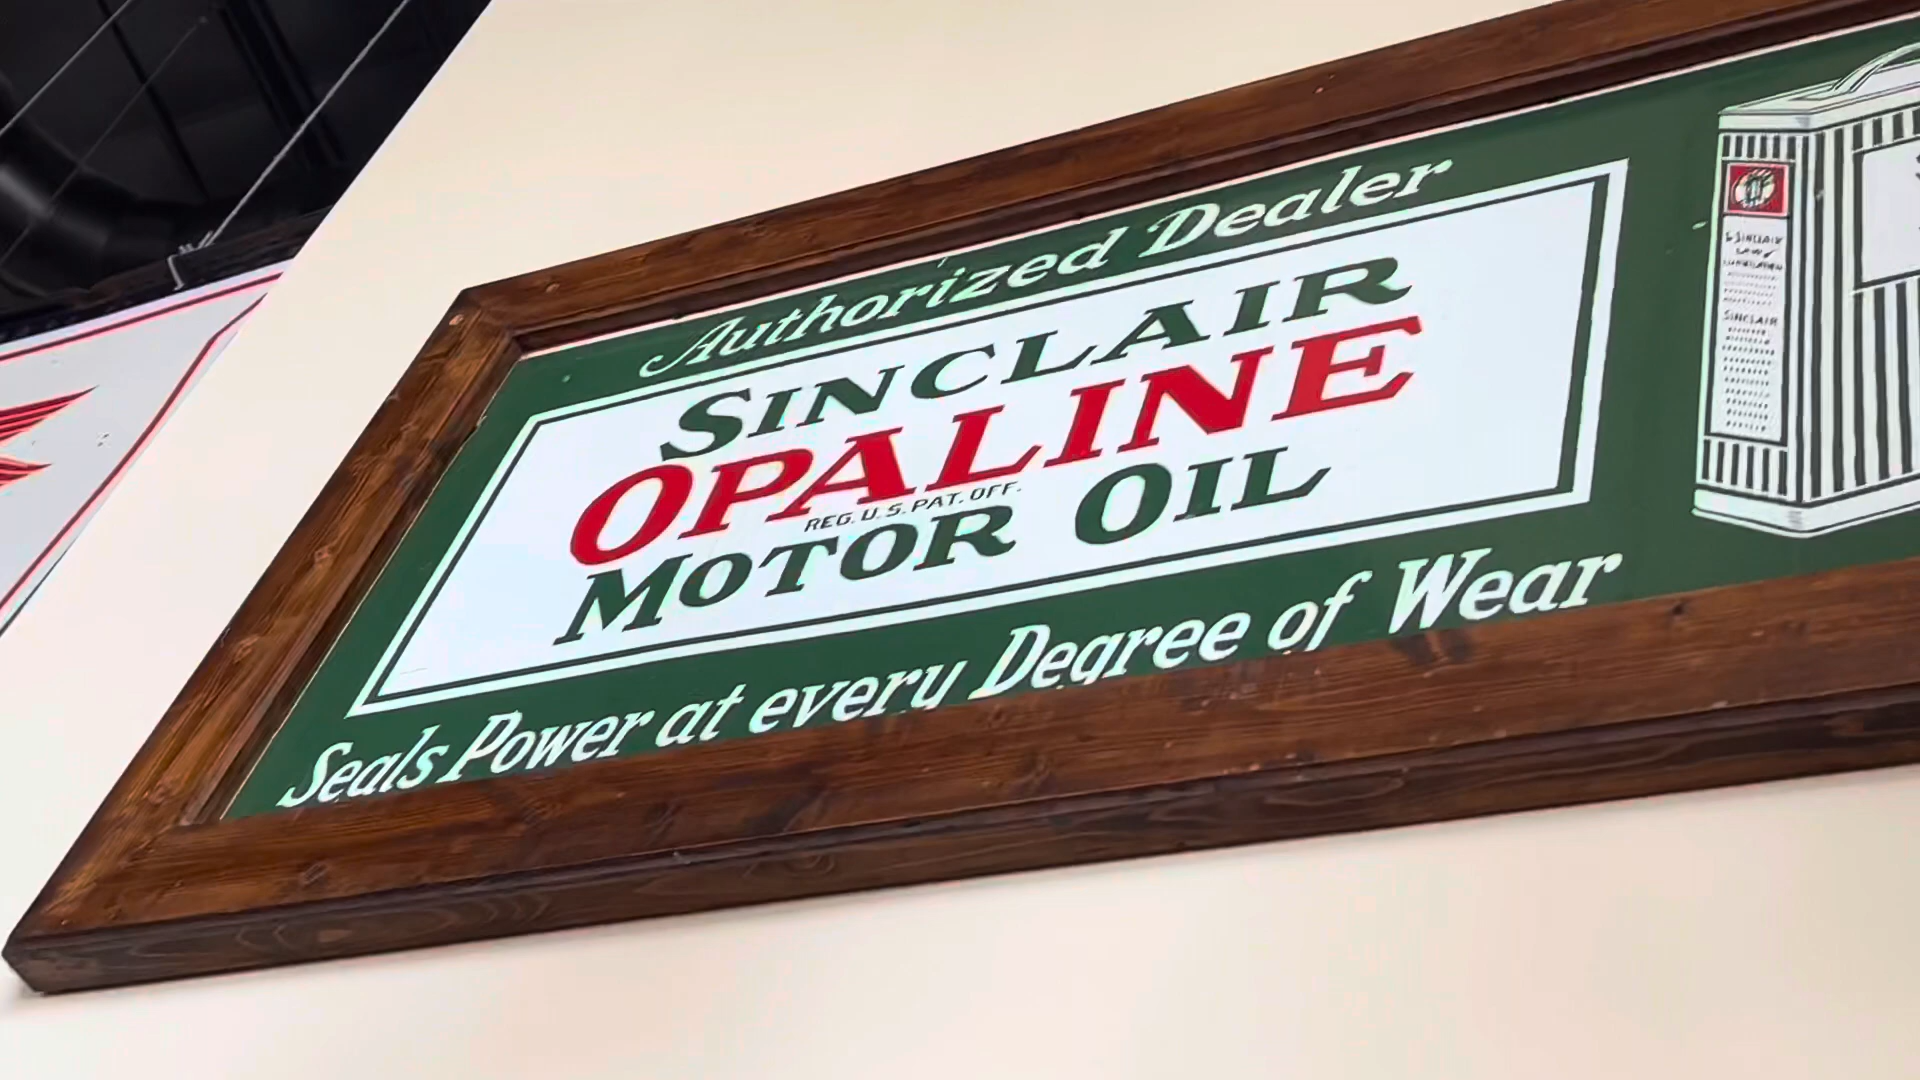 Authorized Dealer
SINCLAIR
OPALINE
REG. U.S. PAT. OFF.
MOTOR OIL
Seals Power at every Degree of Wear
SINCLAIR